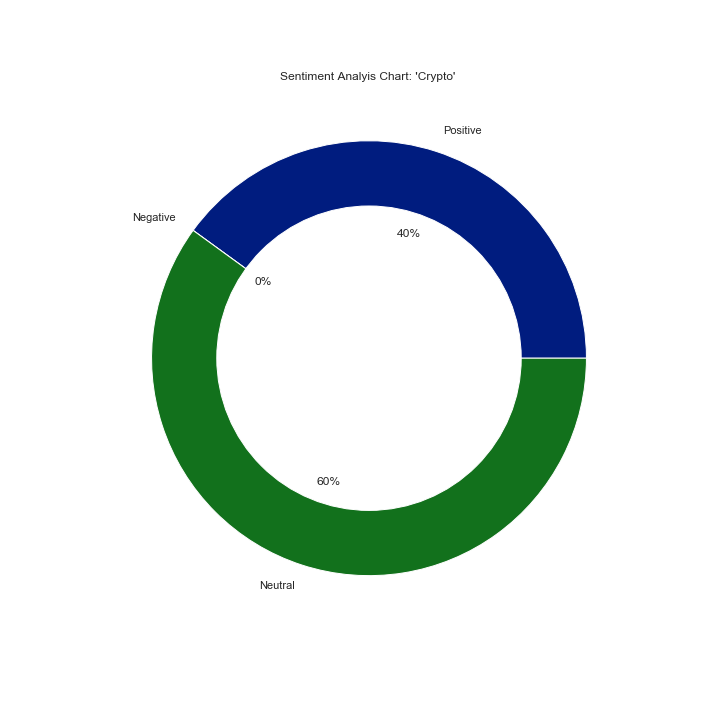 Sentiment Analyis Chart: 'Crypto'
Positive
Negative
40%
0%
60%
Neutral